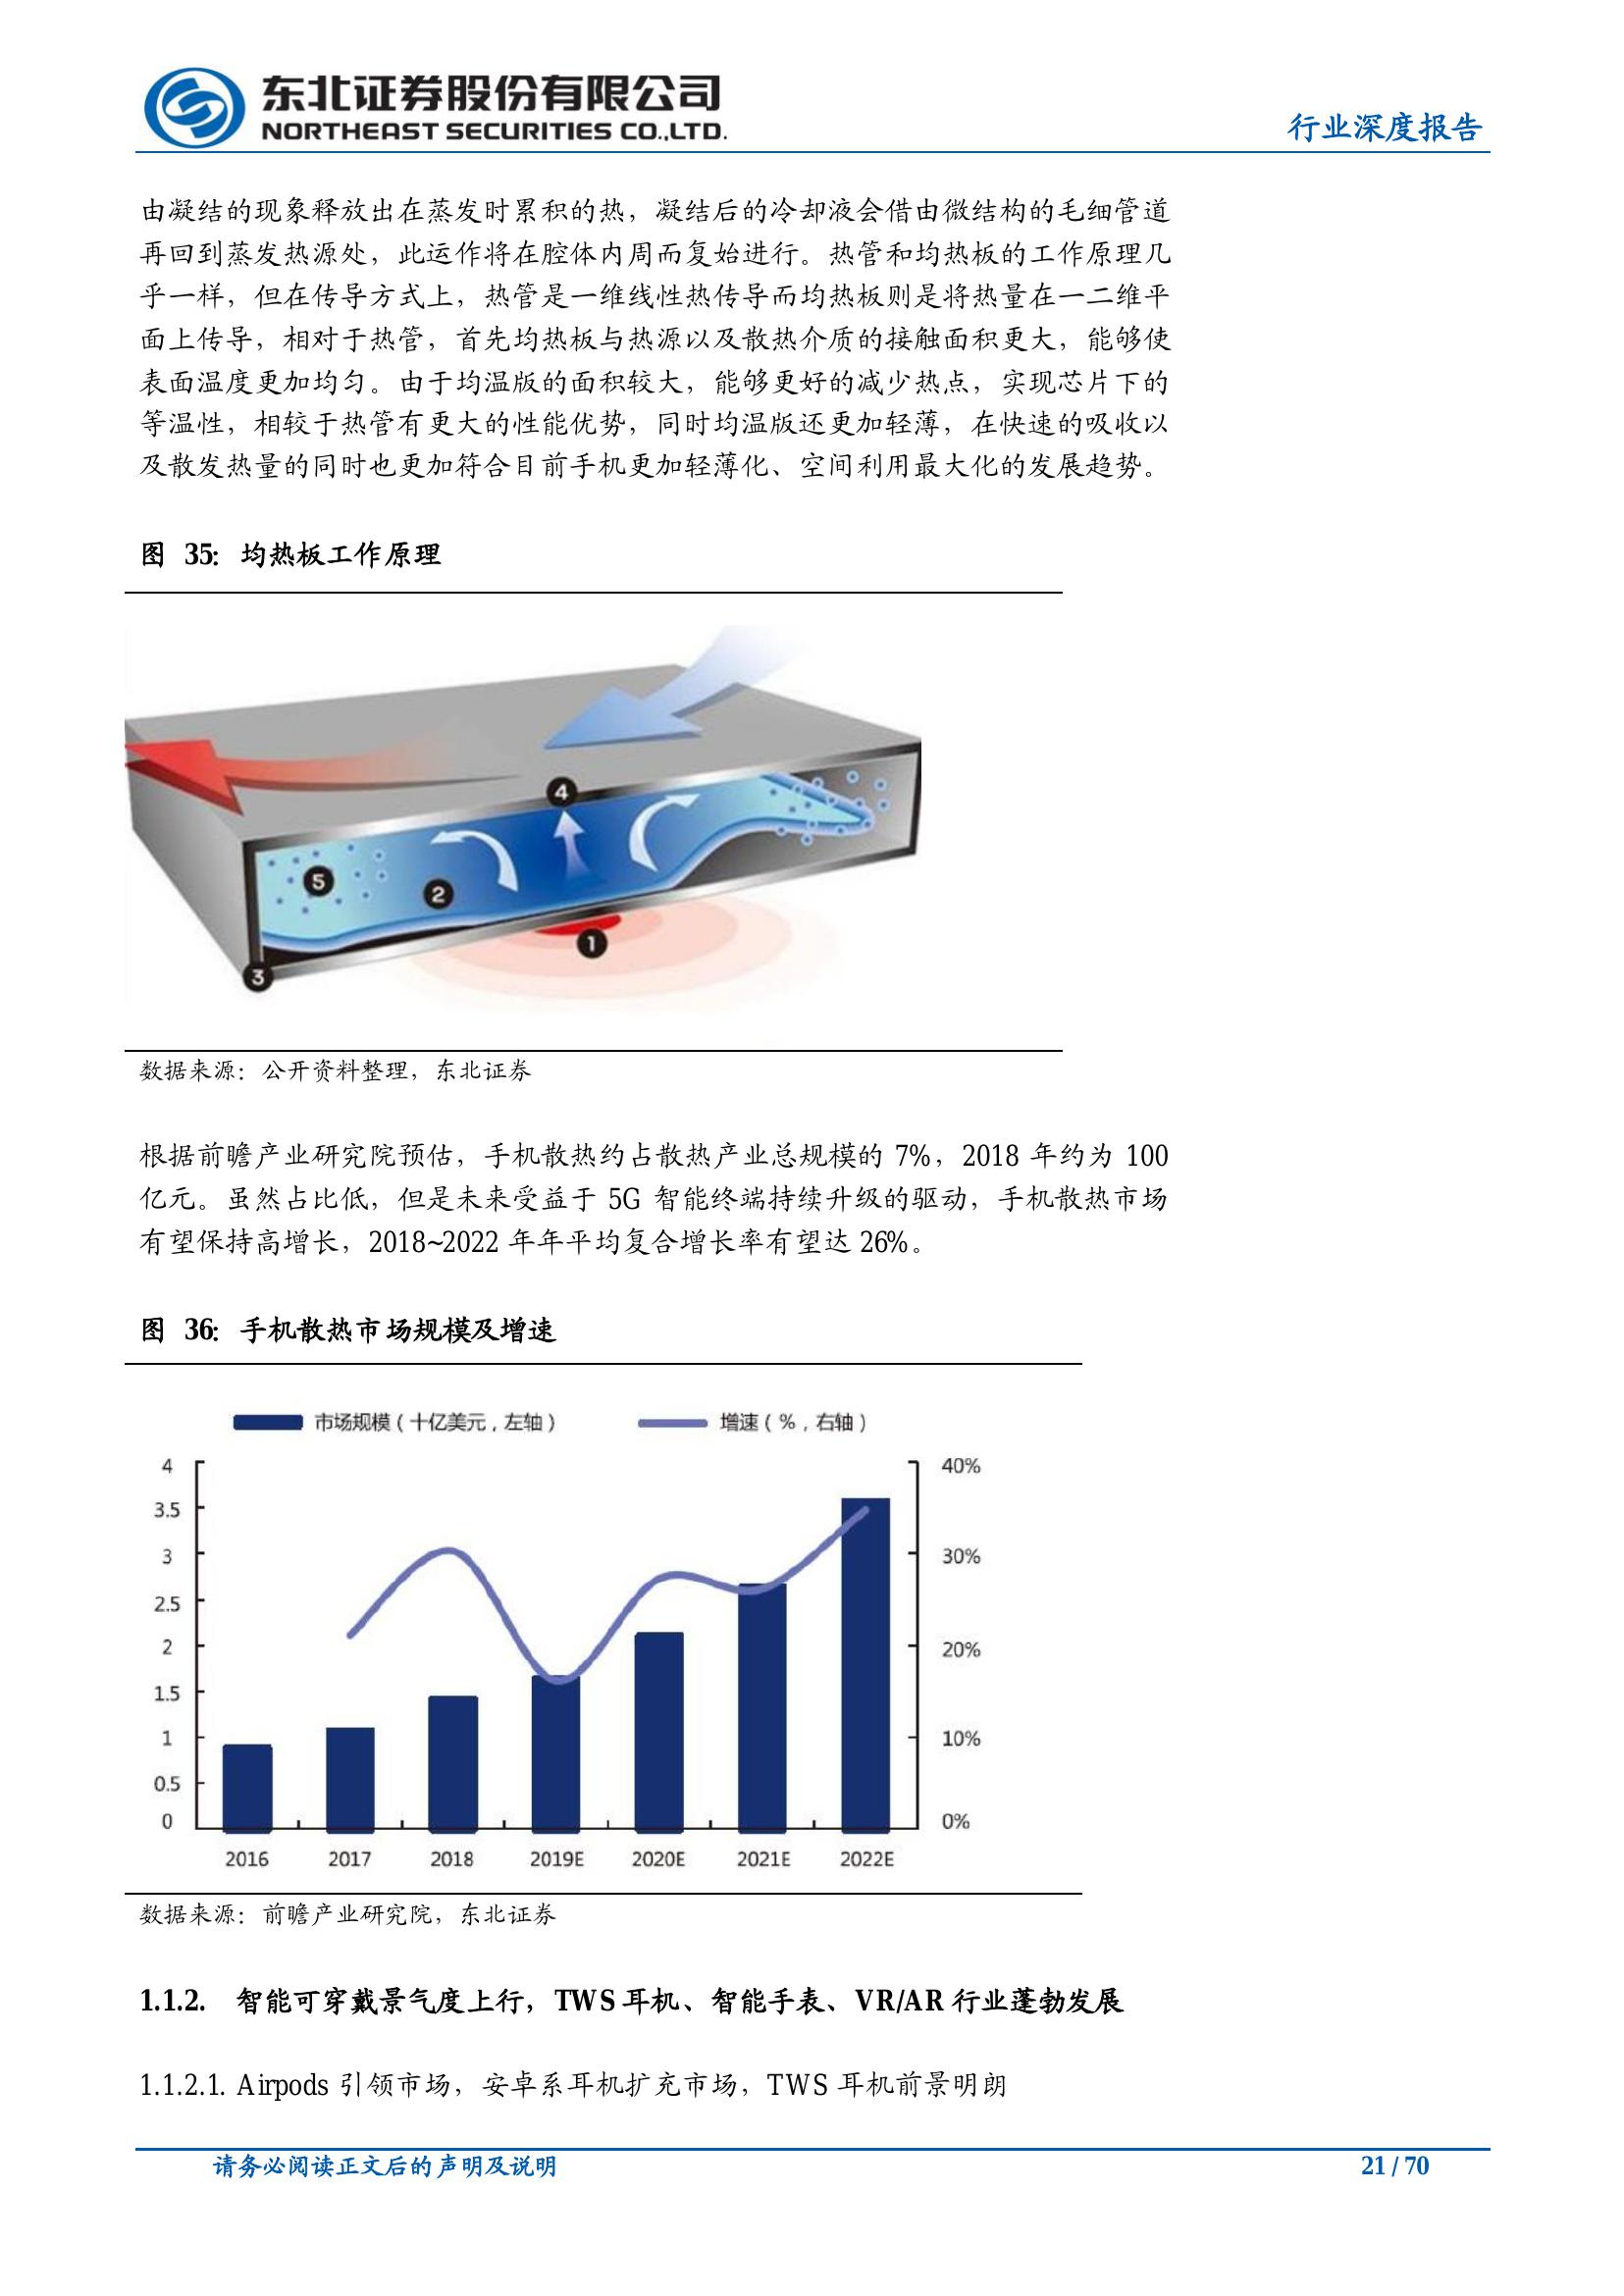 东北证券股份有限公司
NORTHEAST SECURITIES CO.,LTD.
行业深度报告
由凝结的现象释放出在蒸发时累积的热，凝结后的冷却液会借由微结构的毛细管道
再回到蒸发热源处，此运作将在腔体内周而复始进行。热管和均热板的工作原理几
乎一样，但在传导方式上，热管是一维线性热传导而均热板则是将热量在一二维平
面上传导，相对于热管，首先均热板与热源以及散热介质的接触面积更大，能够使
表面温度更加均匀。由于均温版的面积较大，能够更好的减少热点，实现芯片下的
等温性，相较于热管有更大的性能优势，同时均温版还更加轻薄，在快速的吸收以
及散发热量的同时也更加符合目前手机更加轻薄化、空间利用最大化的发展趋势。
图 35：均热板工作原理
4
5
2
1
3
数据来源：公开资料整理，东北证券
根据前瞻产业研究院预估，手机散热约占散热产业总规模的 7%，2018 年约为 100
亿元。虽然占比低，但是未来受益于 5G 智能终端持续升级的驱动，手机散热市场
有望保持高增长，2018~2022 年年平均复合增长率有望达 26%。
图 36：手机散热市场规模及增速
市场规模（十亿美元，左轴） 增速（%，右轴）
4 40%
3.5
3 30%
2.5
2 20%
1.5
1 10%
0.5
0 0%
2016 2017 2018 2019E 2020E 2021E 2022E
数据来源：前瞻产业研究院，东北证券
1.1.2. 智能可穿戴景气度上行，TWS 耳机、智能手表、VR/AR 行业蓬勃发展
1.1.2.1. Airpods 引领市场，安卓系耳机扩充市场，TWS 耳机前景明朗
请务必阅读正文后的声明及说明 21 / 70